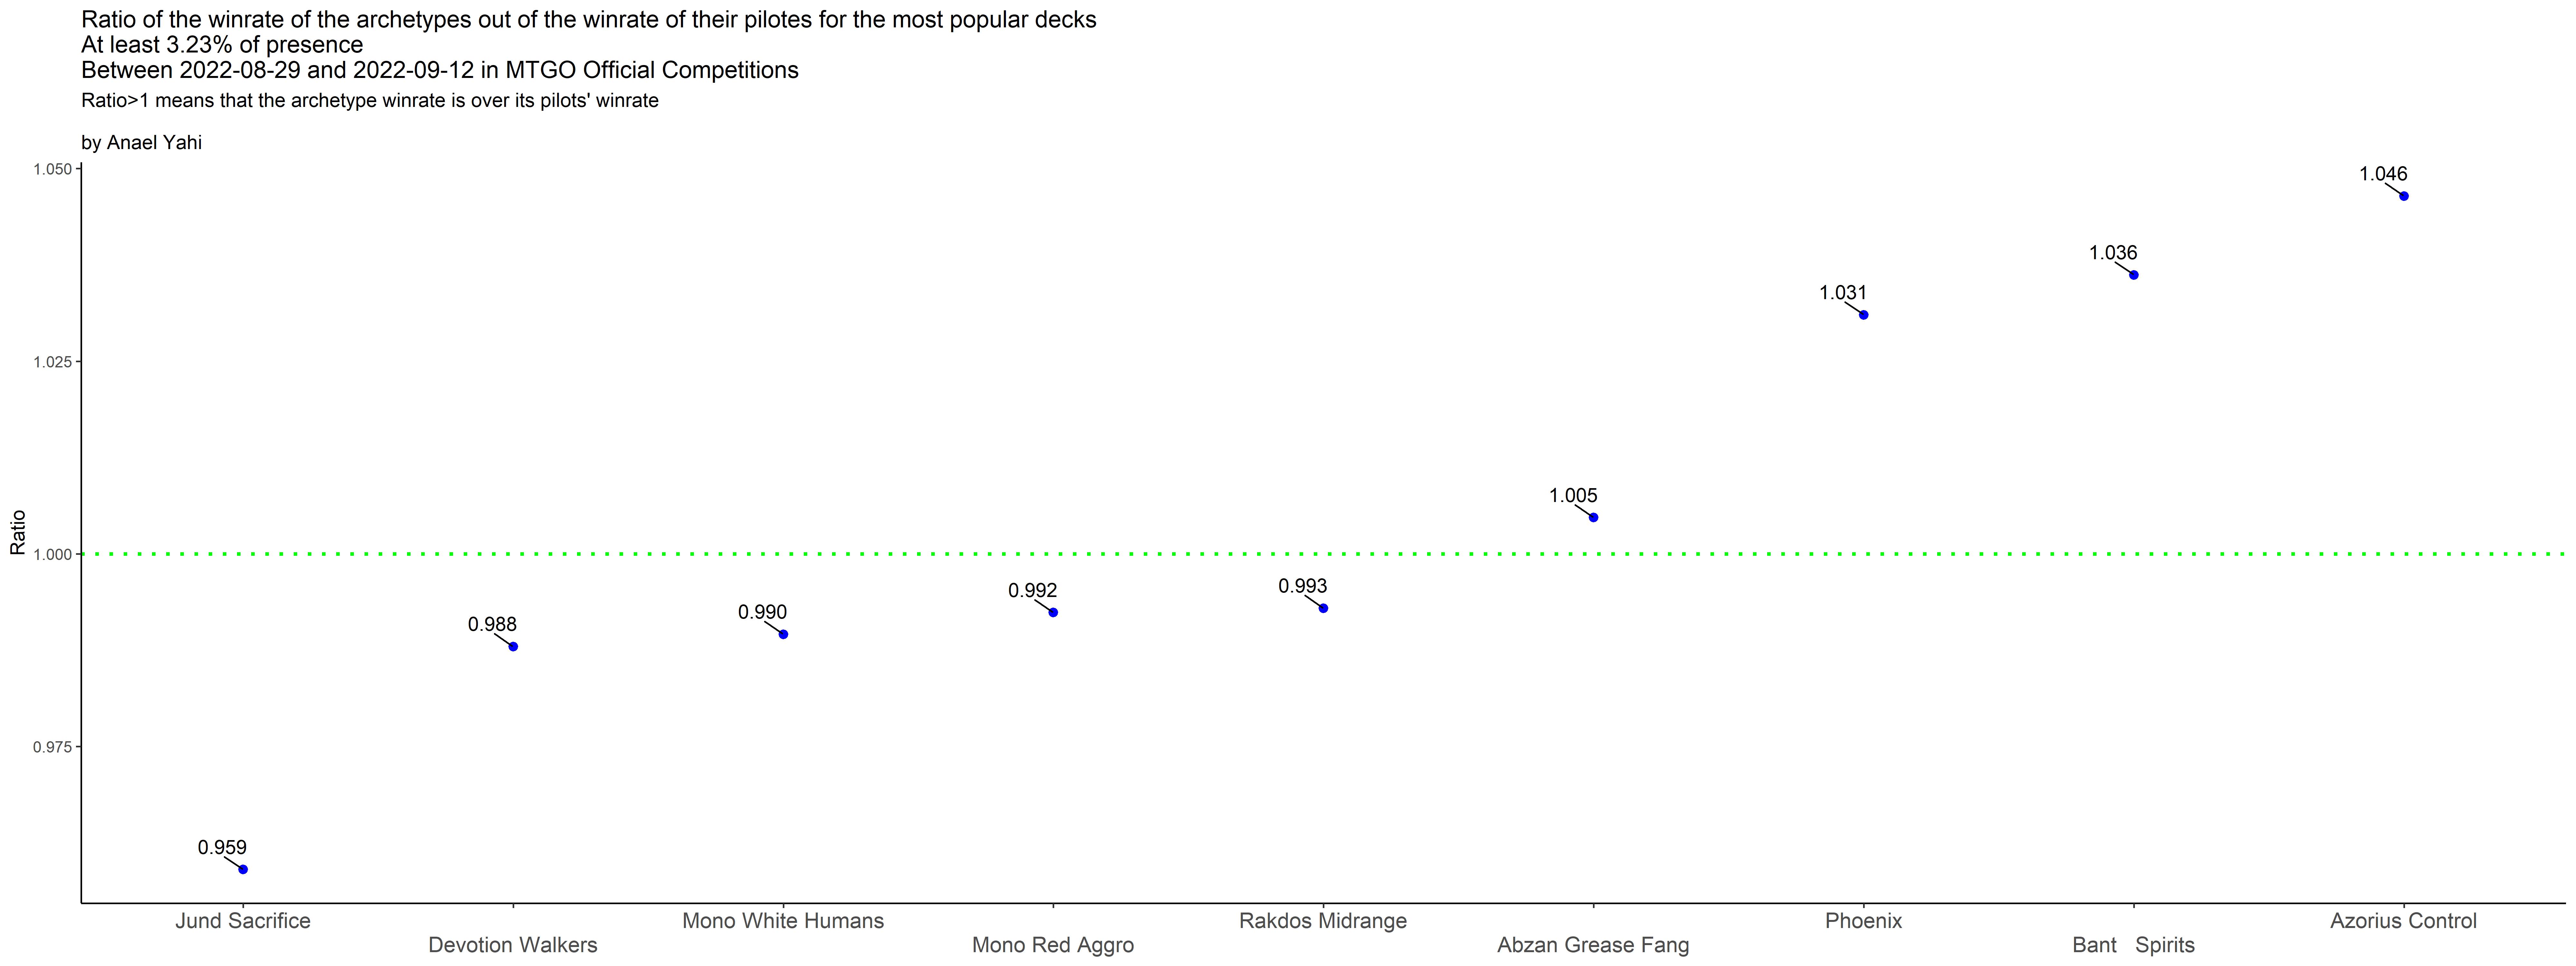 Ratio of the winrate of the archetypes out of the winrate of their pilotes for the most popular decks
At least 3.23% of presence
Between 2022-08-29 and 2022-09-12 in MTGO Official Competitions
Ratio>1 means that the archetype winrate is over its pilots' winrate
by Anael Yahi
1.050
1.025
1.000
0.975
Ratio
0.959
0.988
0.990
0.992
0.993
1.005
1.031
1.036
1.046
Jund Sacrifice
Devotion Walkers
Mono White Humans
Mono Red Aggro
Rakdos Midrange
Abzan Grease Fang
Phoenix
Bant   Spirits
Azorius Control